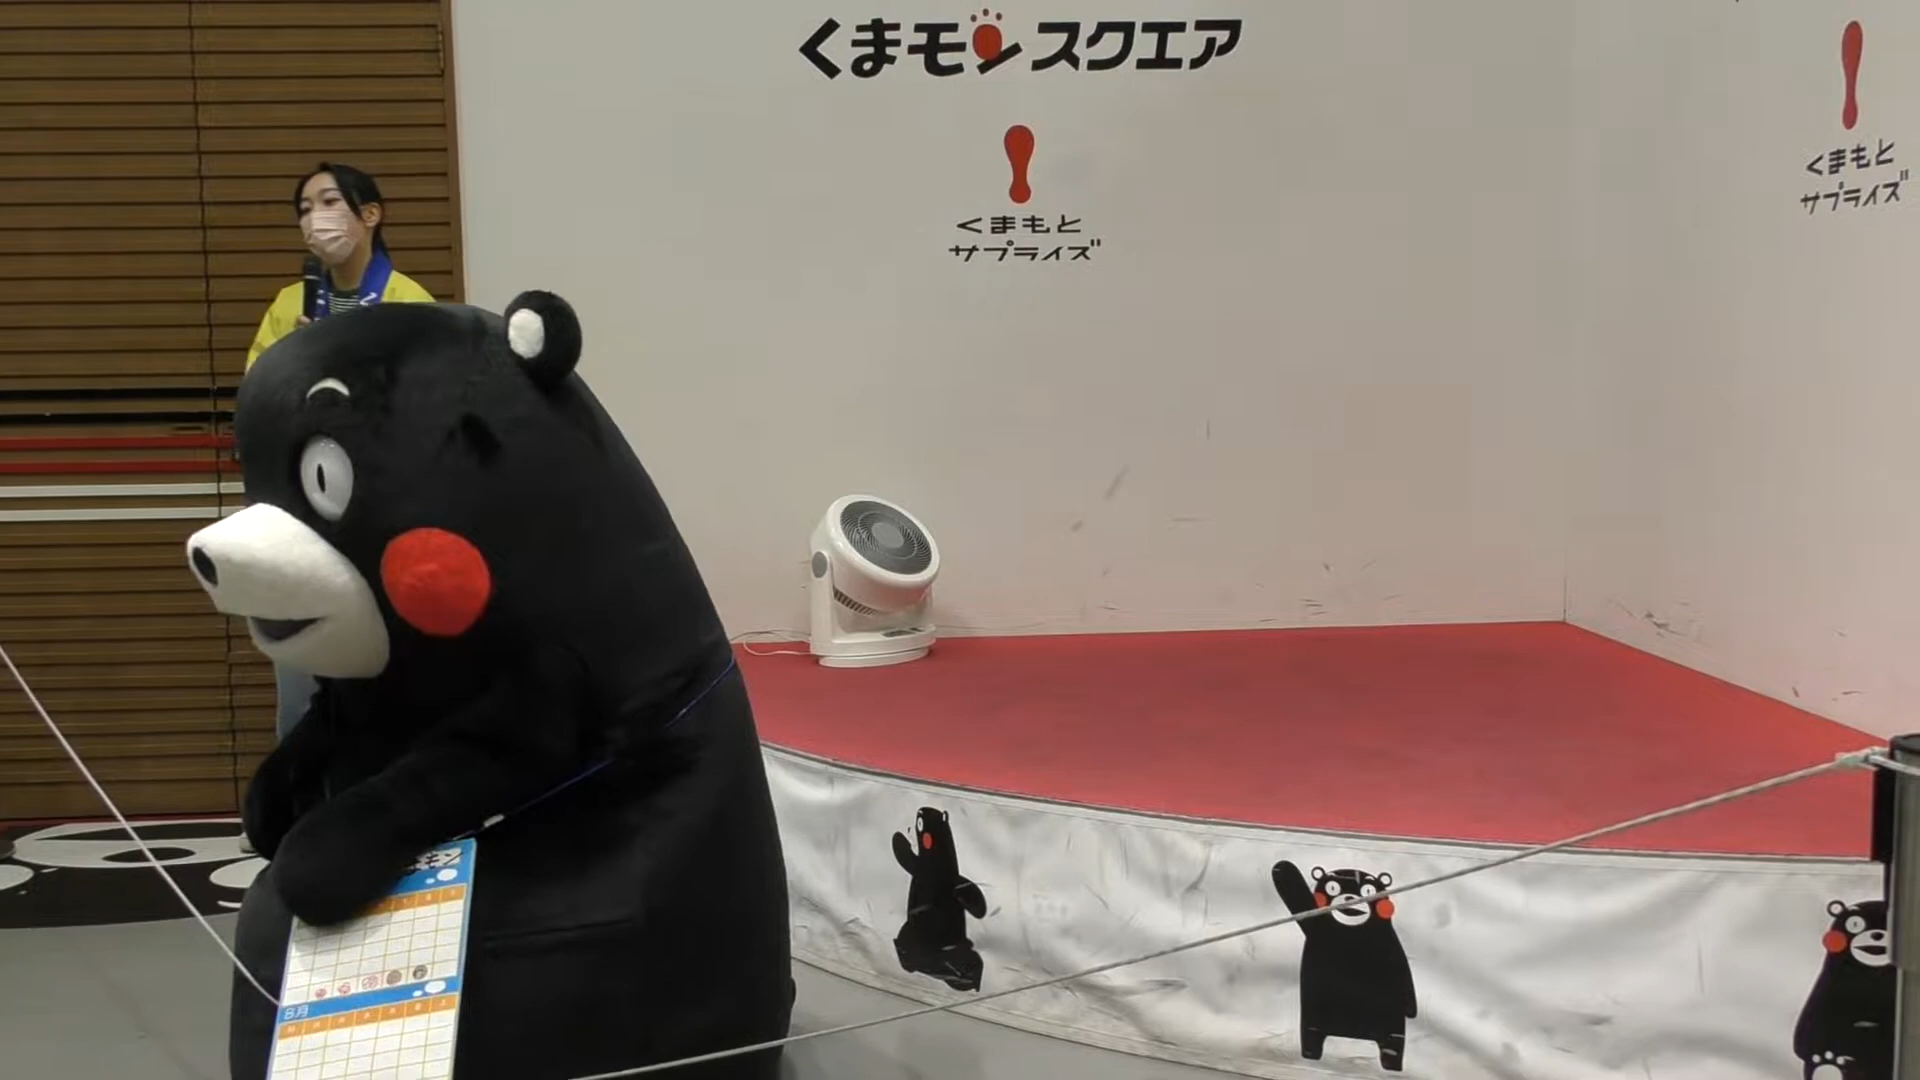 くまモンスクエア
くまもと
サプライズ
くまもと
サプライズ
8月